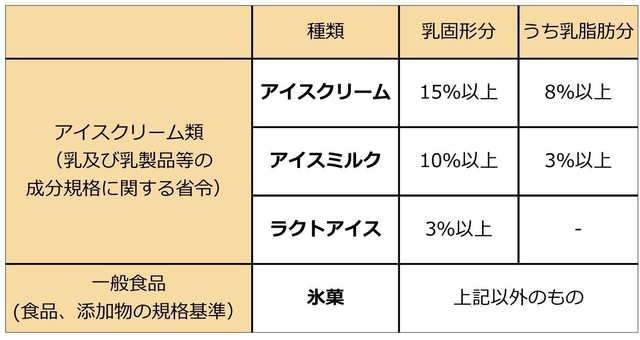 種類 乳固形分 うち乳脂肪分
アイスクリーム類
（乳及び乳製品等の
成分規格に関する省令）
アイスクリーム 15%以上 8%以上
アイスミルク 10%以上 3%以上
ラクトアイス 3%以上 -
一般食品
(食品、添加物の規格基準）
氷菓 上記以外のもの